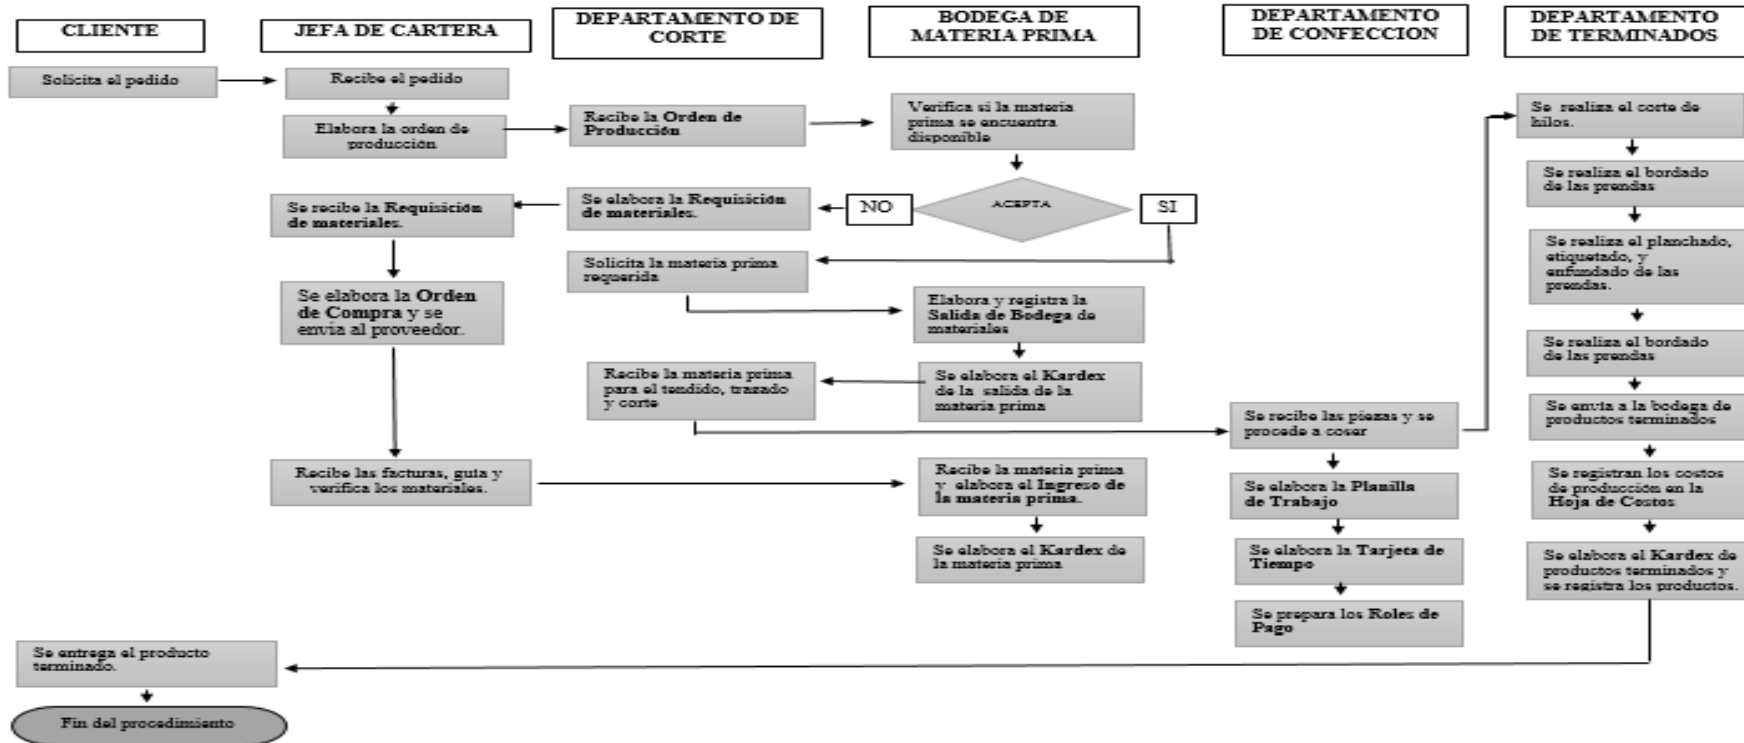 CLIENTE
JEFA DE CARTERA
DEPARTAMENTO DE
CORTE
BODEGA DE
MATERIA PRIMA
DEPARTAMENTO
DE CONFECCION
DEPARTAMENTO
DE TERMINADOS
Solicita el pedido
Recibe el pedido
Elabora la orden de
producción
Recibe la Orden de
Producción
Verifica si la materia
prima se encuentra
disponible
Se realiza el corte de
hilos.
Se realiza el bordado
de las prendas
Se recibe la Requisición
de materiales.
Se elabora la Requisición
de materiales.
NO
ACEPTA
SI
Se realiza el planchado,
etiquetado, y
enfundado de las
prendas.
Solicita la materia prima
requerida
Se elabora la Orden
de Compra y se
envia al proveedor.
Elabora y registra la
Salida de Bodega de
materiales
Se realiza el bordado
de las prendas
Recibe la materia prima
para el tendido, trazado
y corte
Se elabora el Kardex
de la salida de la
materia prima
Se recibe las piezas y se
procede a coser
Se envia a la bodega de
productos terminados
Recibe las facturas, guia y
verifica los materiales.
Recibe la materia prima
y elabora el Ingreso de
la materia prima.
Se elabora la Planilla
de Trabajo
Se registran los costos
de producción en la
Hoja de Costos
Se elabora el Kardex de
la materia prima
Se elabora la Tarjeta de
Tiempo
Se elabora el Kardex de
productos terminados y
se registra los productos.
Se prepara los Roles de
Pago
Se entrega el producto
terminado.
Fin del procedimiento